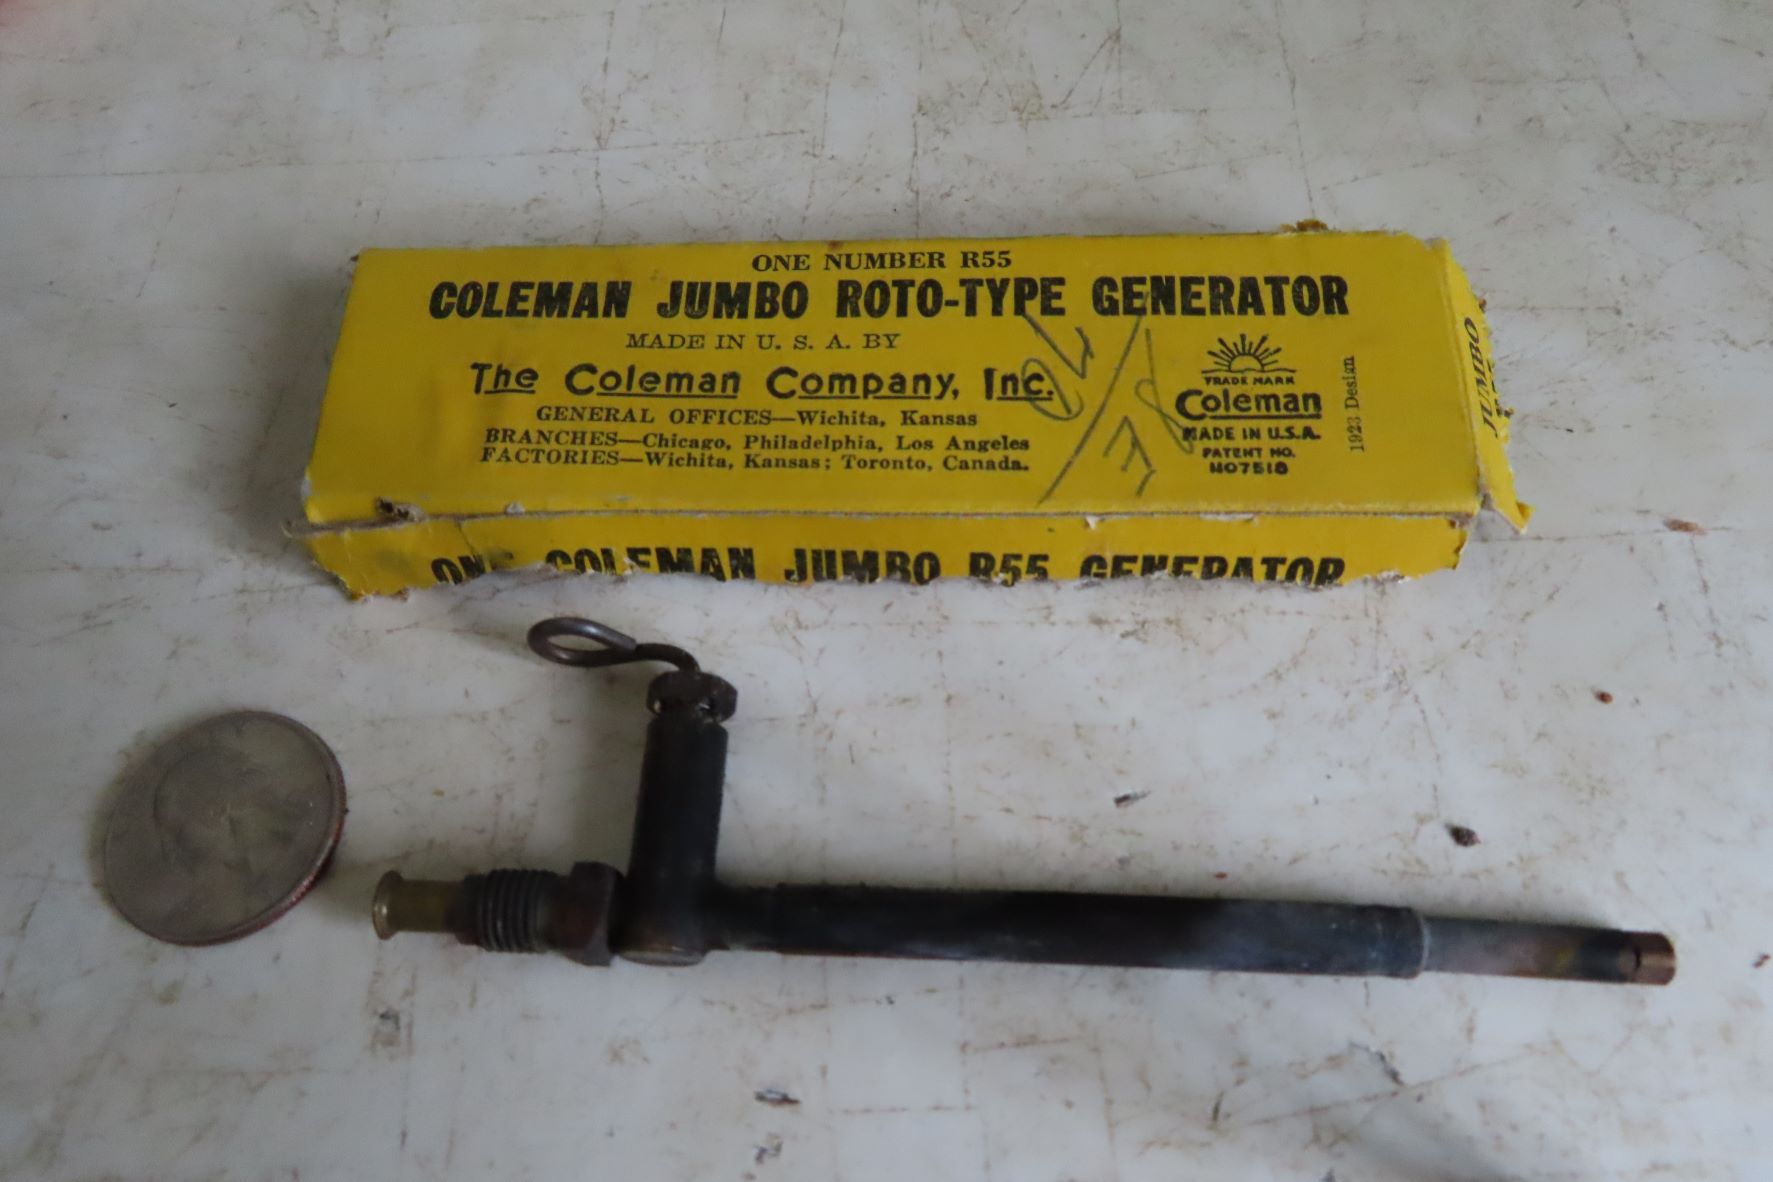 ONE NUMBER R55
COLEMAN JUMBO ROTO-TYPE GENERATOR
MADE IN U. S. A. BY
The Coleman Company, Inc.
GENERAL OFFICES—Wichita, Kansas
BRANCHES—Chicago, Philadelphia, Los Angeles
FACTORIES—Wichita, Kansas; Toronto, Canada.
TRADE MARK
Coleman
MADE IN U.S.A.
PATENT NO.
1107518
1923 Design
JUMBO
ONE COLEMAN JUMBO R55 GENERATOR